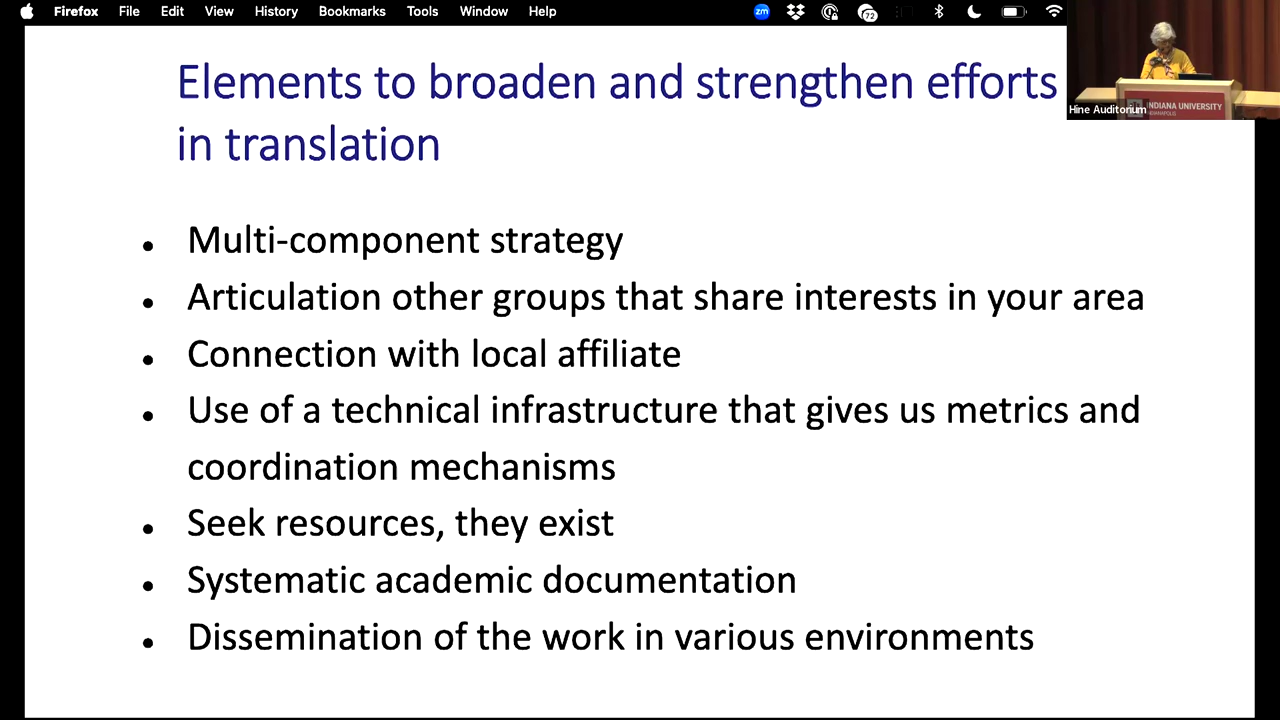 Firefox File Edit View History Bookmarks Tools Window Help
zm
72
Elements to broaden and strengthen efforts
in translation
Hine Auditorium
INDIANA UNIVERSITY
INDIANAPOLIS
• Multi-component strategy
• Articulation other groups that share interests in your area
• Connection with local affiliate
• Use of a technical infrastructure that gives us metrics and
coordination mechanisms
• Seek resources, they exist
• Systematic academic documentation
• Dissemination of the work in various environments